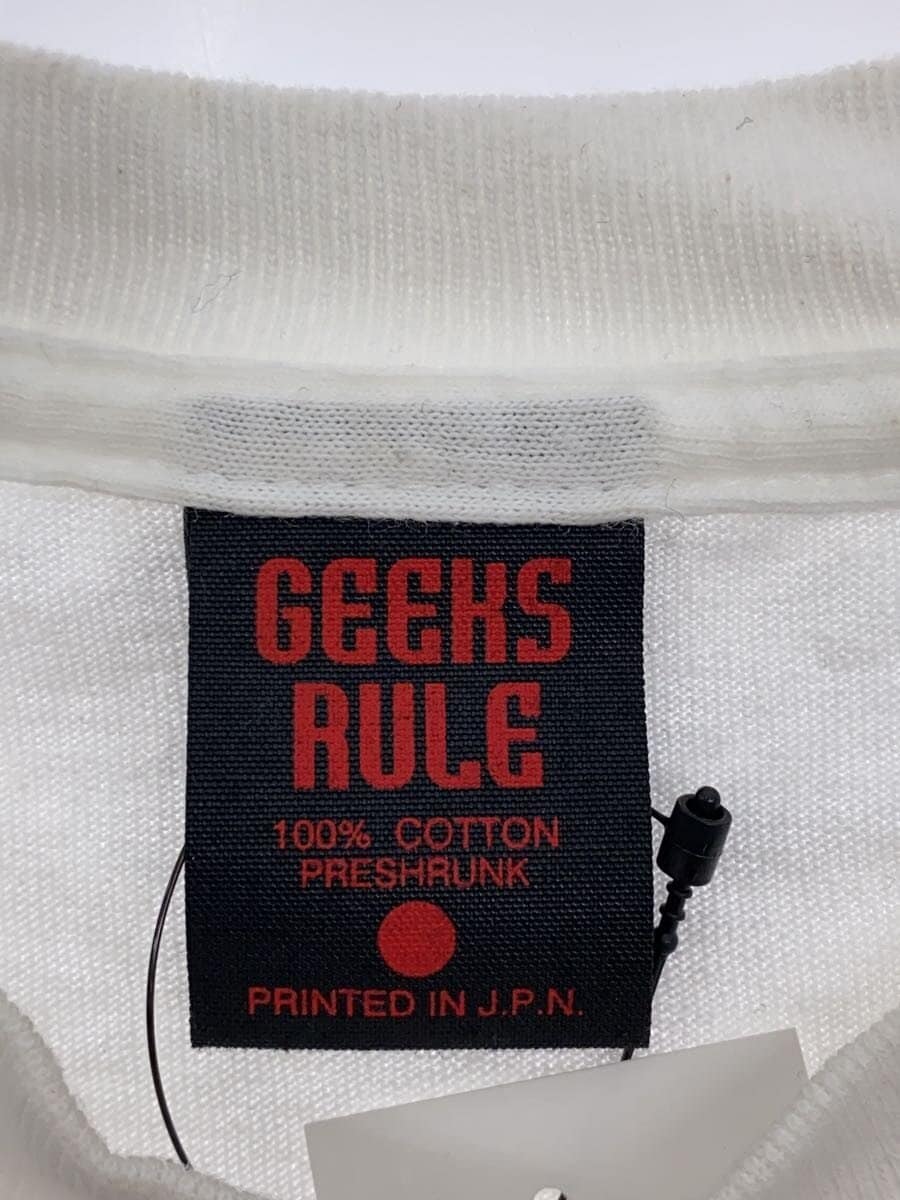 GEEKS
RULE
100% COTTON
PRESHRUNK
PRINTED IN J.P.N.